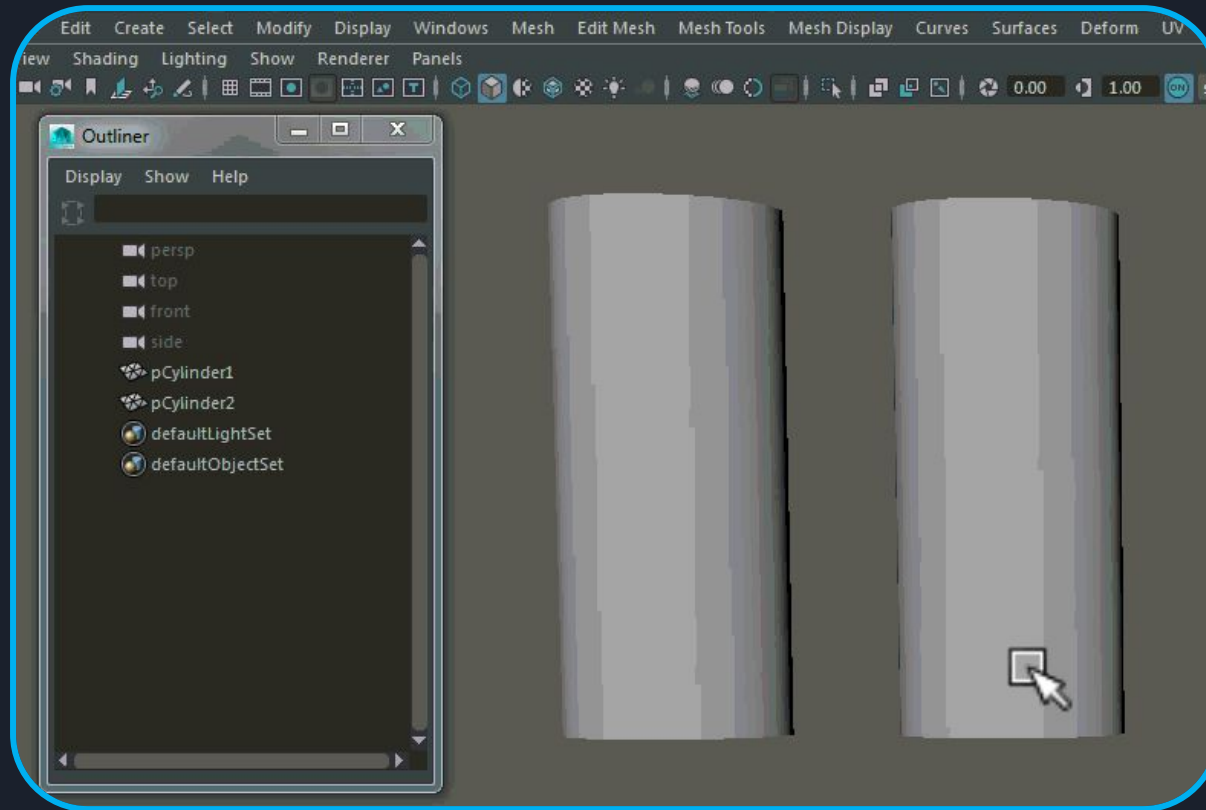 Edit Create Select Modify Display Windows Mesh Edit Mesh Mesh Tools Mesh Display Curves Surfaces Deform UV
iew Shading Lighting Show Renderer Panels
0.00 1.00 ON
Outliner
Display Show Help
persp
top
front
side
pCylinder1
pCylinder2
defaultLightSet
defaultObjectSet